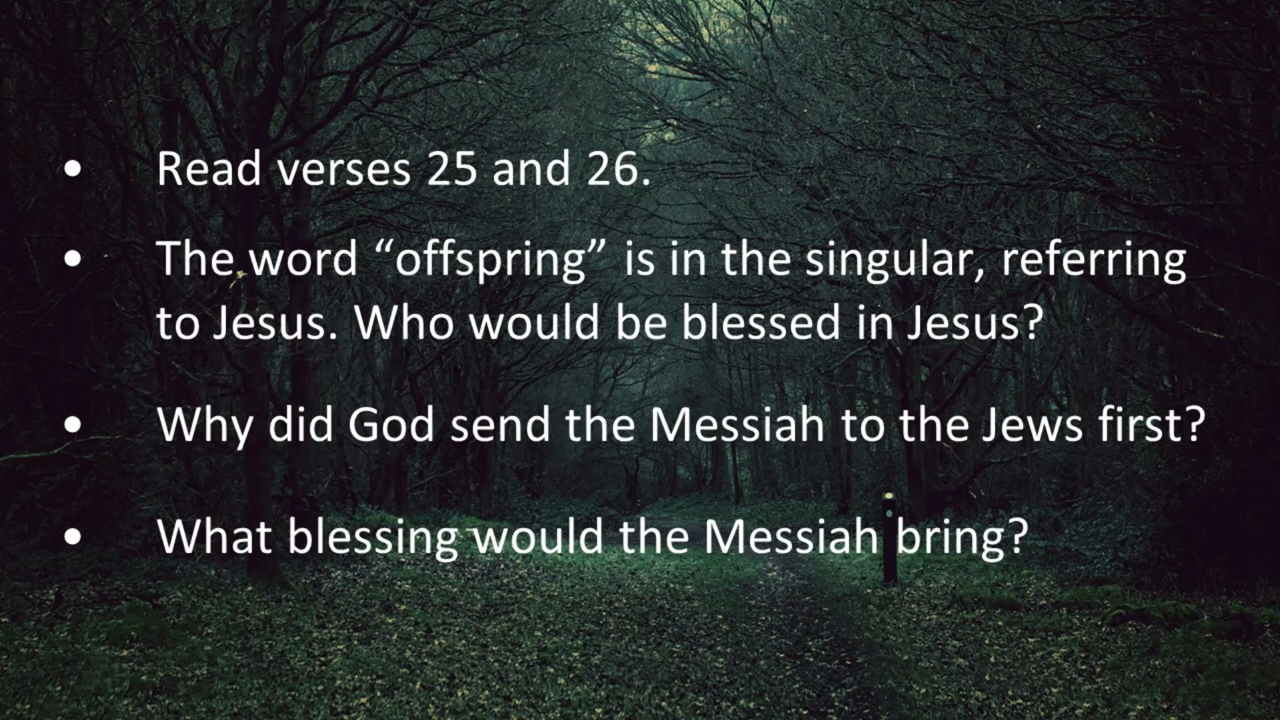 • Read verses 25 and 26.
• The word “offspring” is in the singular, referring
to Jesus. Who would be blessed in Jesus?
• Why did God send the Messiah to the Jews first?
• What blessing would the Messiah bring?